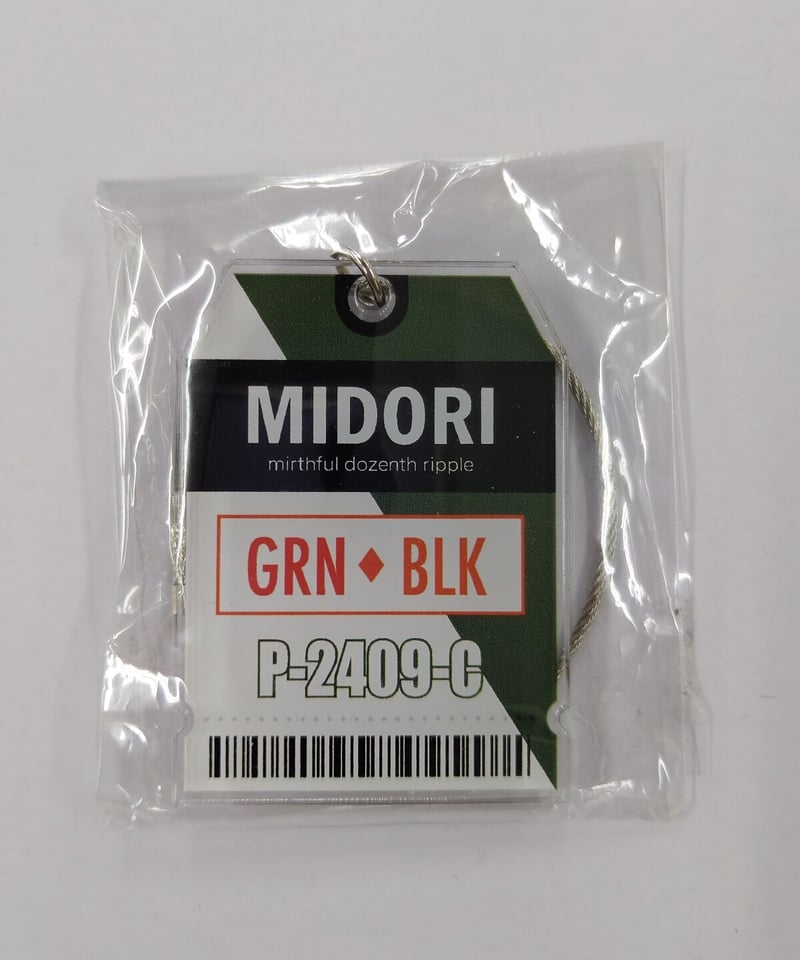 MIDORI
mirthful dozenth ripple
GRN♦BLK
P-2409-C